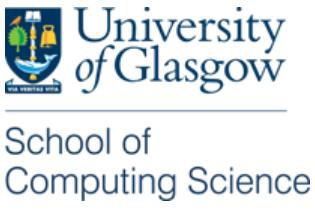 University
of Glasgow
VIA VERITAS VITA
School of
Computing Science